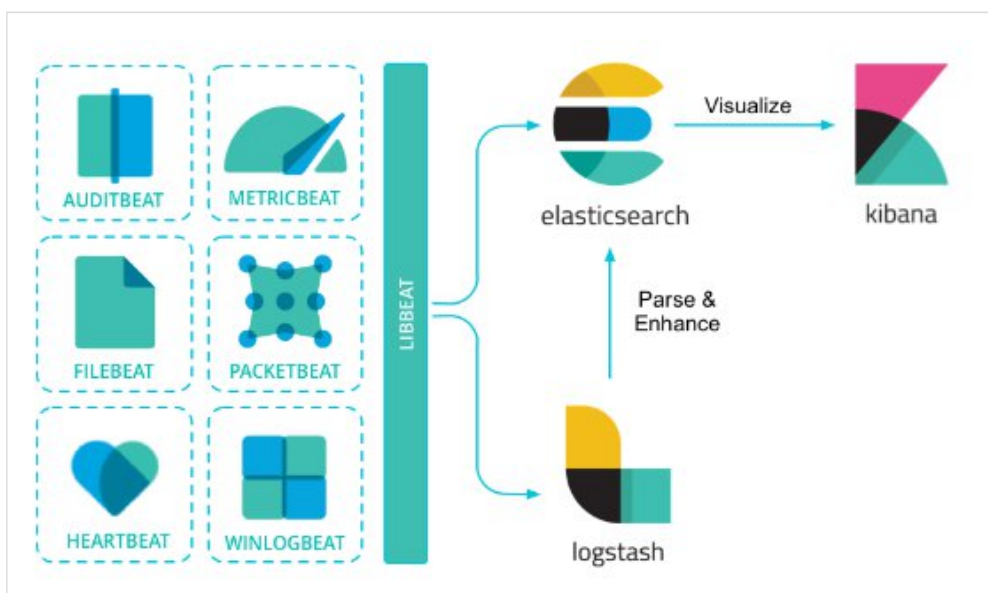 AUDITBEAT
METRICBEAT
FILEBEAT
PACKETBEAT
HEARTBEAT
WINLOGBEAT
LIBBEAT
elasticsearch
Visualize
kibana
Parse &
Enhance
logstash